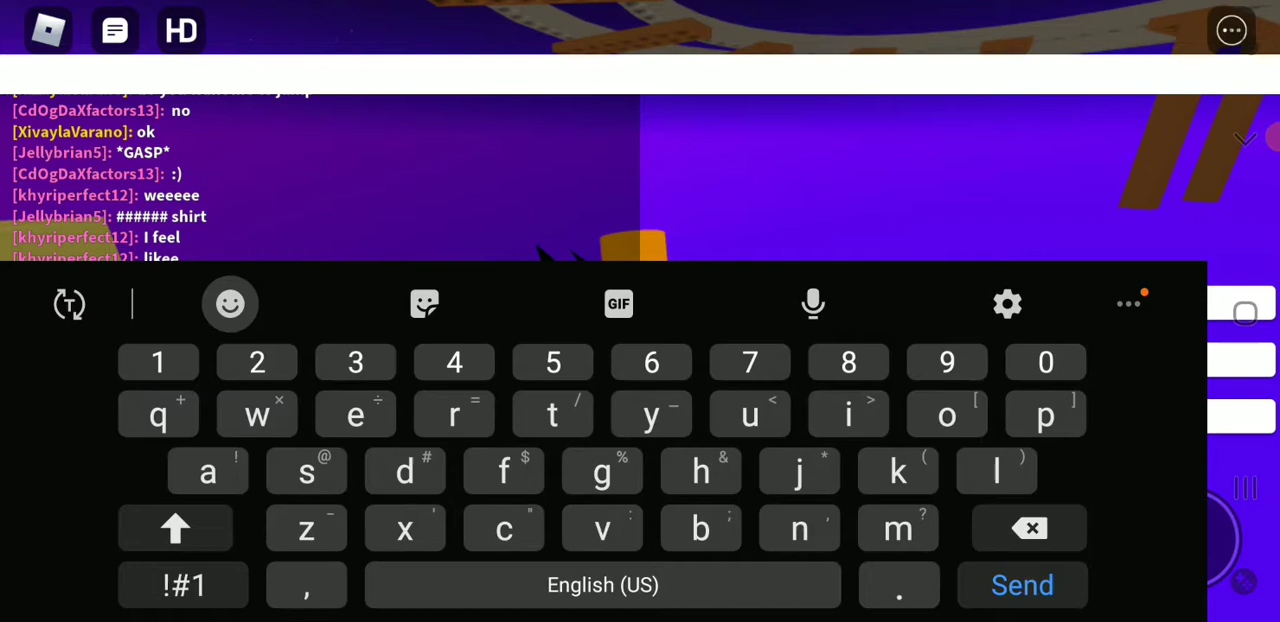 HD
[CdOgDaXfactors13]: no
[XivaylaVarano]: ok
[Jellybrian5]: *GASP*
[CdOgDaXfactors13]: :)
[khyriperfect12]: weeeee
[Jellybrian5]: ###### shirt
[khyriperfect12]: I feel
[khyriperfect12]: likee
T GIF
1 2 3 4 5 6 7 8 9 0
q + w × e ÷ r = t / y _ u < i > o [ p ]
a ! s @ d # f $ g % h & j * k ( l )
z - x ' c " v : b ; n , m ?
!#1 , English (US) . Send